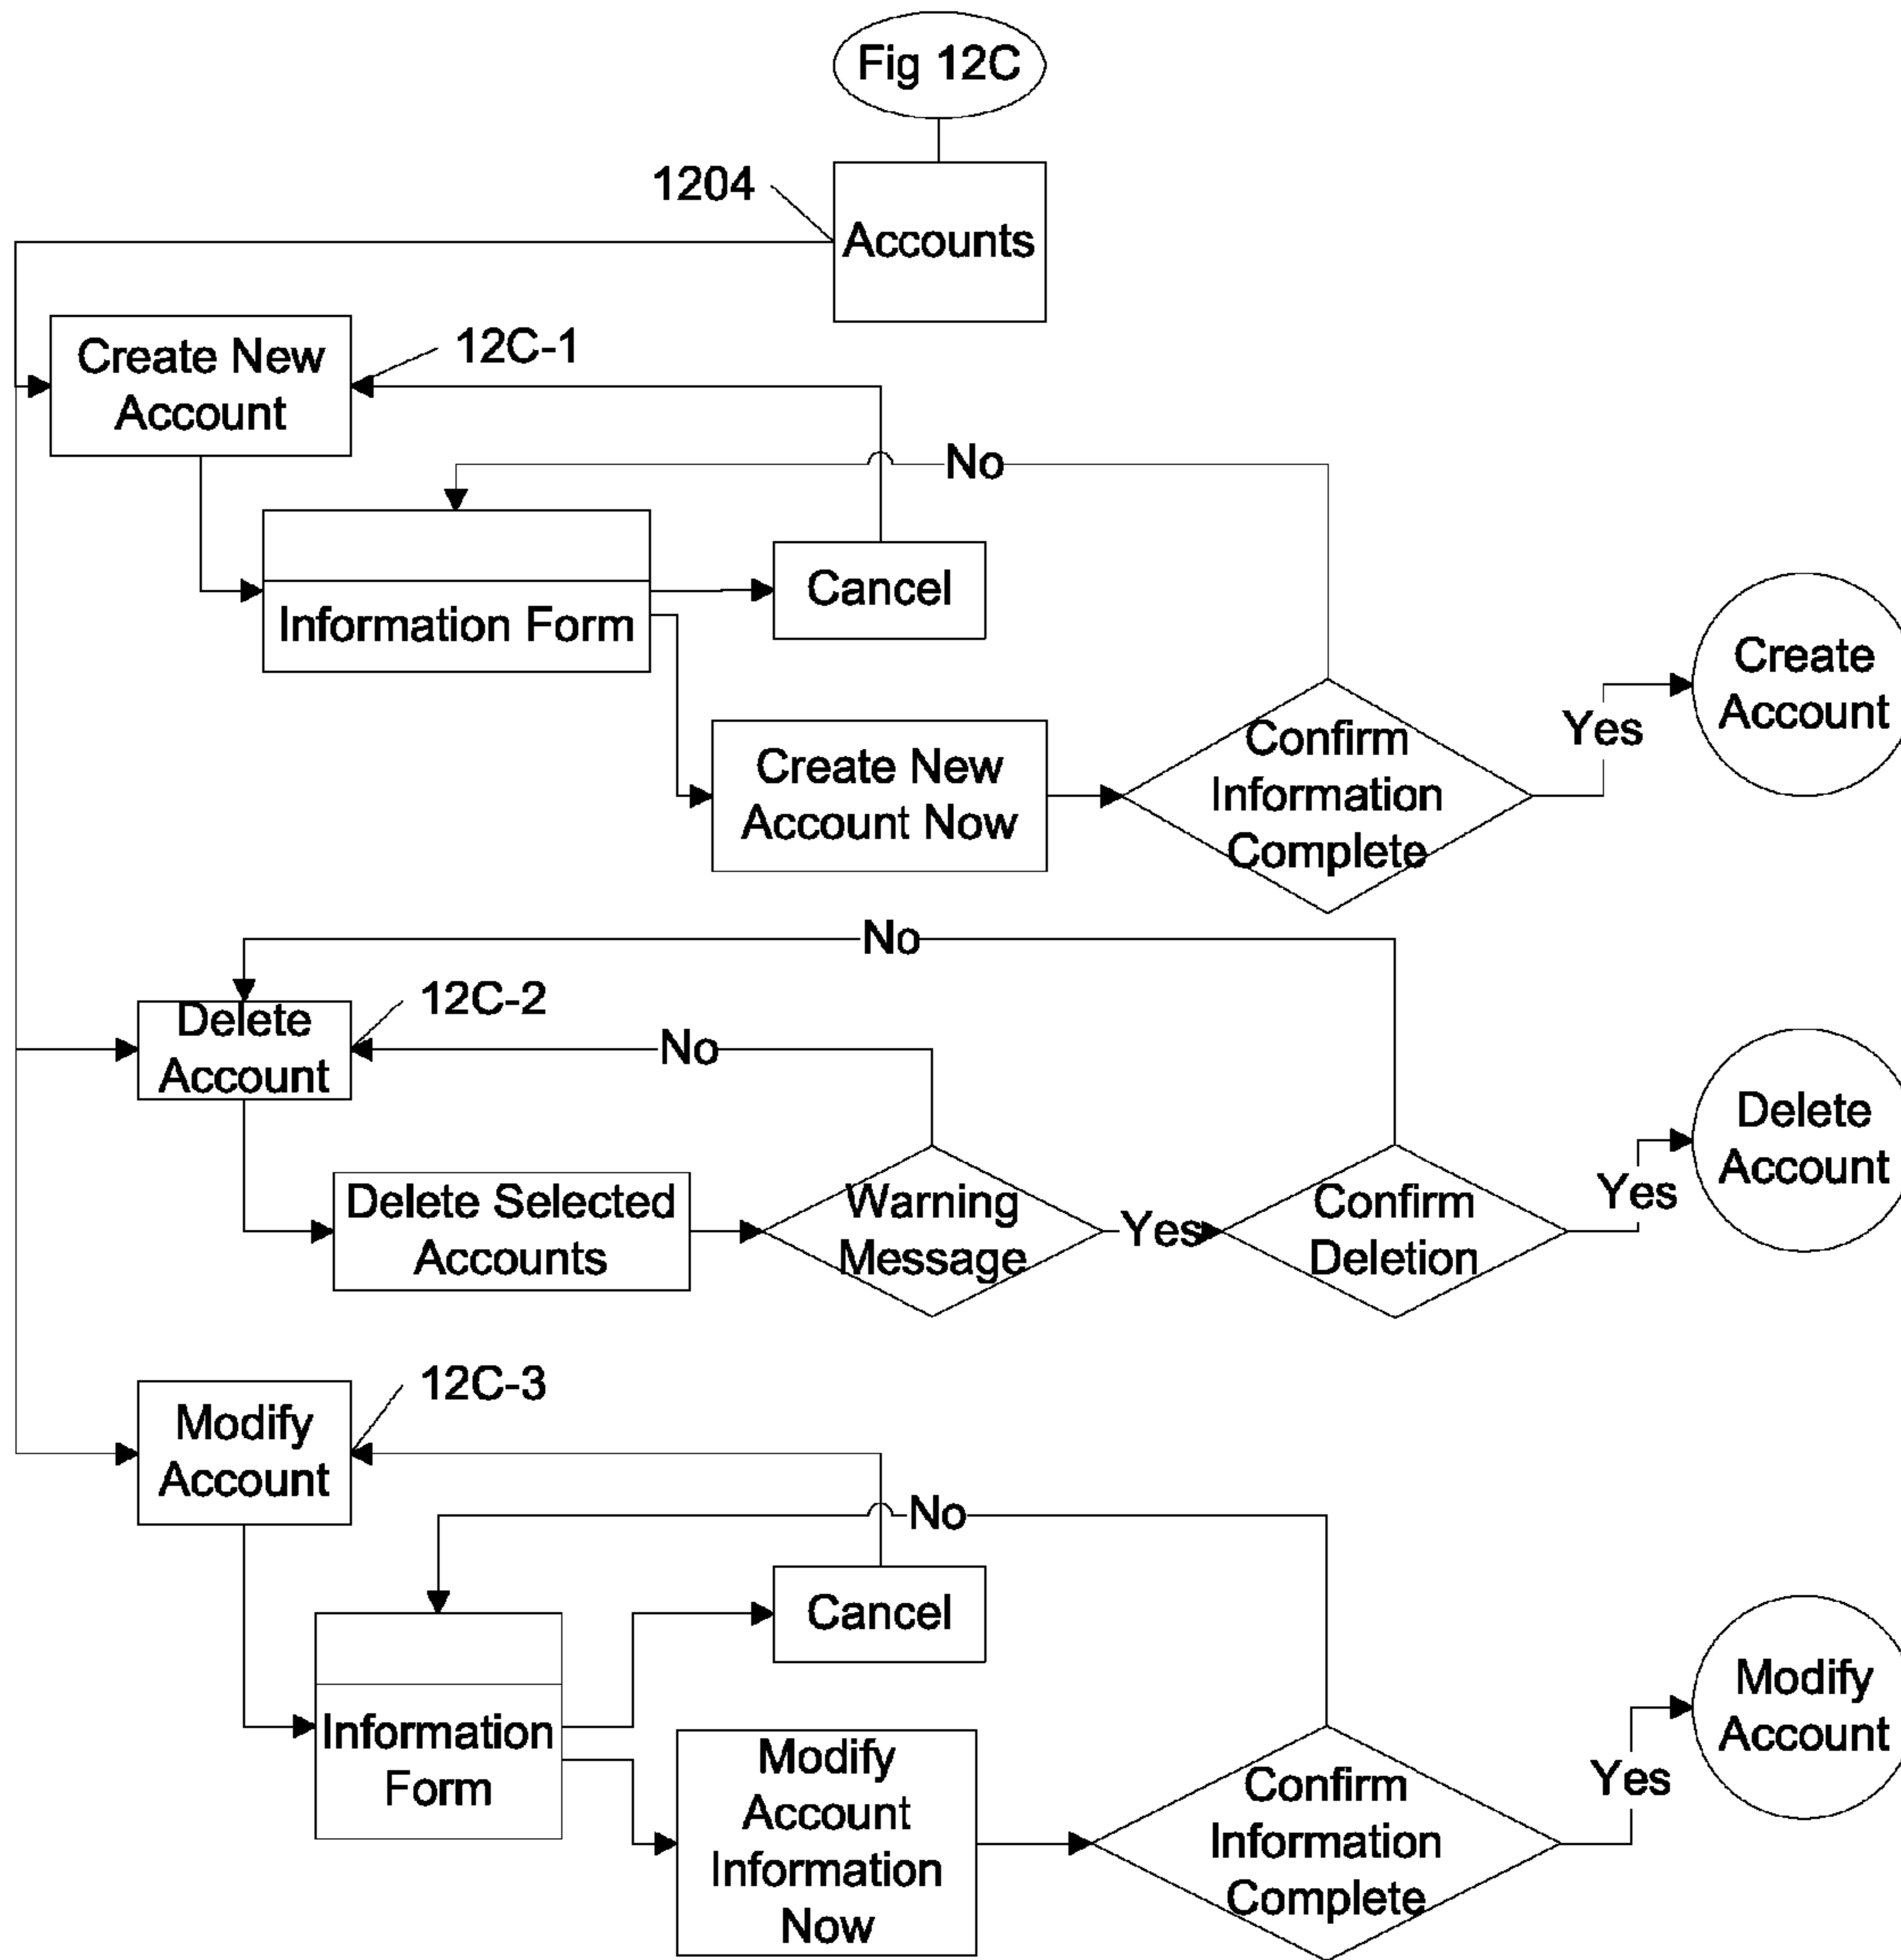 Fig 12C
1204
Accounts
Create New
Account
12C-1
No
Cancel
Information Form
Create New
Account Now
Confirm
Information
Complete
Yes
Create
Account
No
Delete
Account
12C-2
No
Delete Selected
Accounts
Warning
Message
Yes
Confirm
Deletion
Yes
Delete
Account
Modify
Account
12C-3
No
Cancel
Information
Form
Modify
Account
Information
Now
Confirm
Information
Complete
Yes
Modify
Account